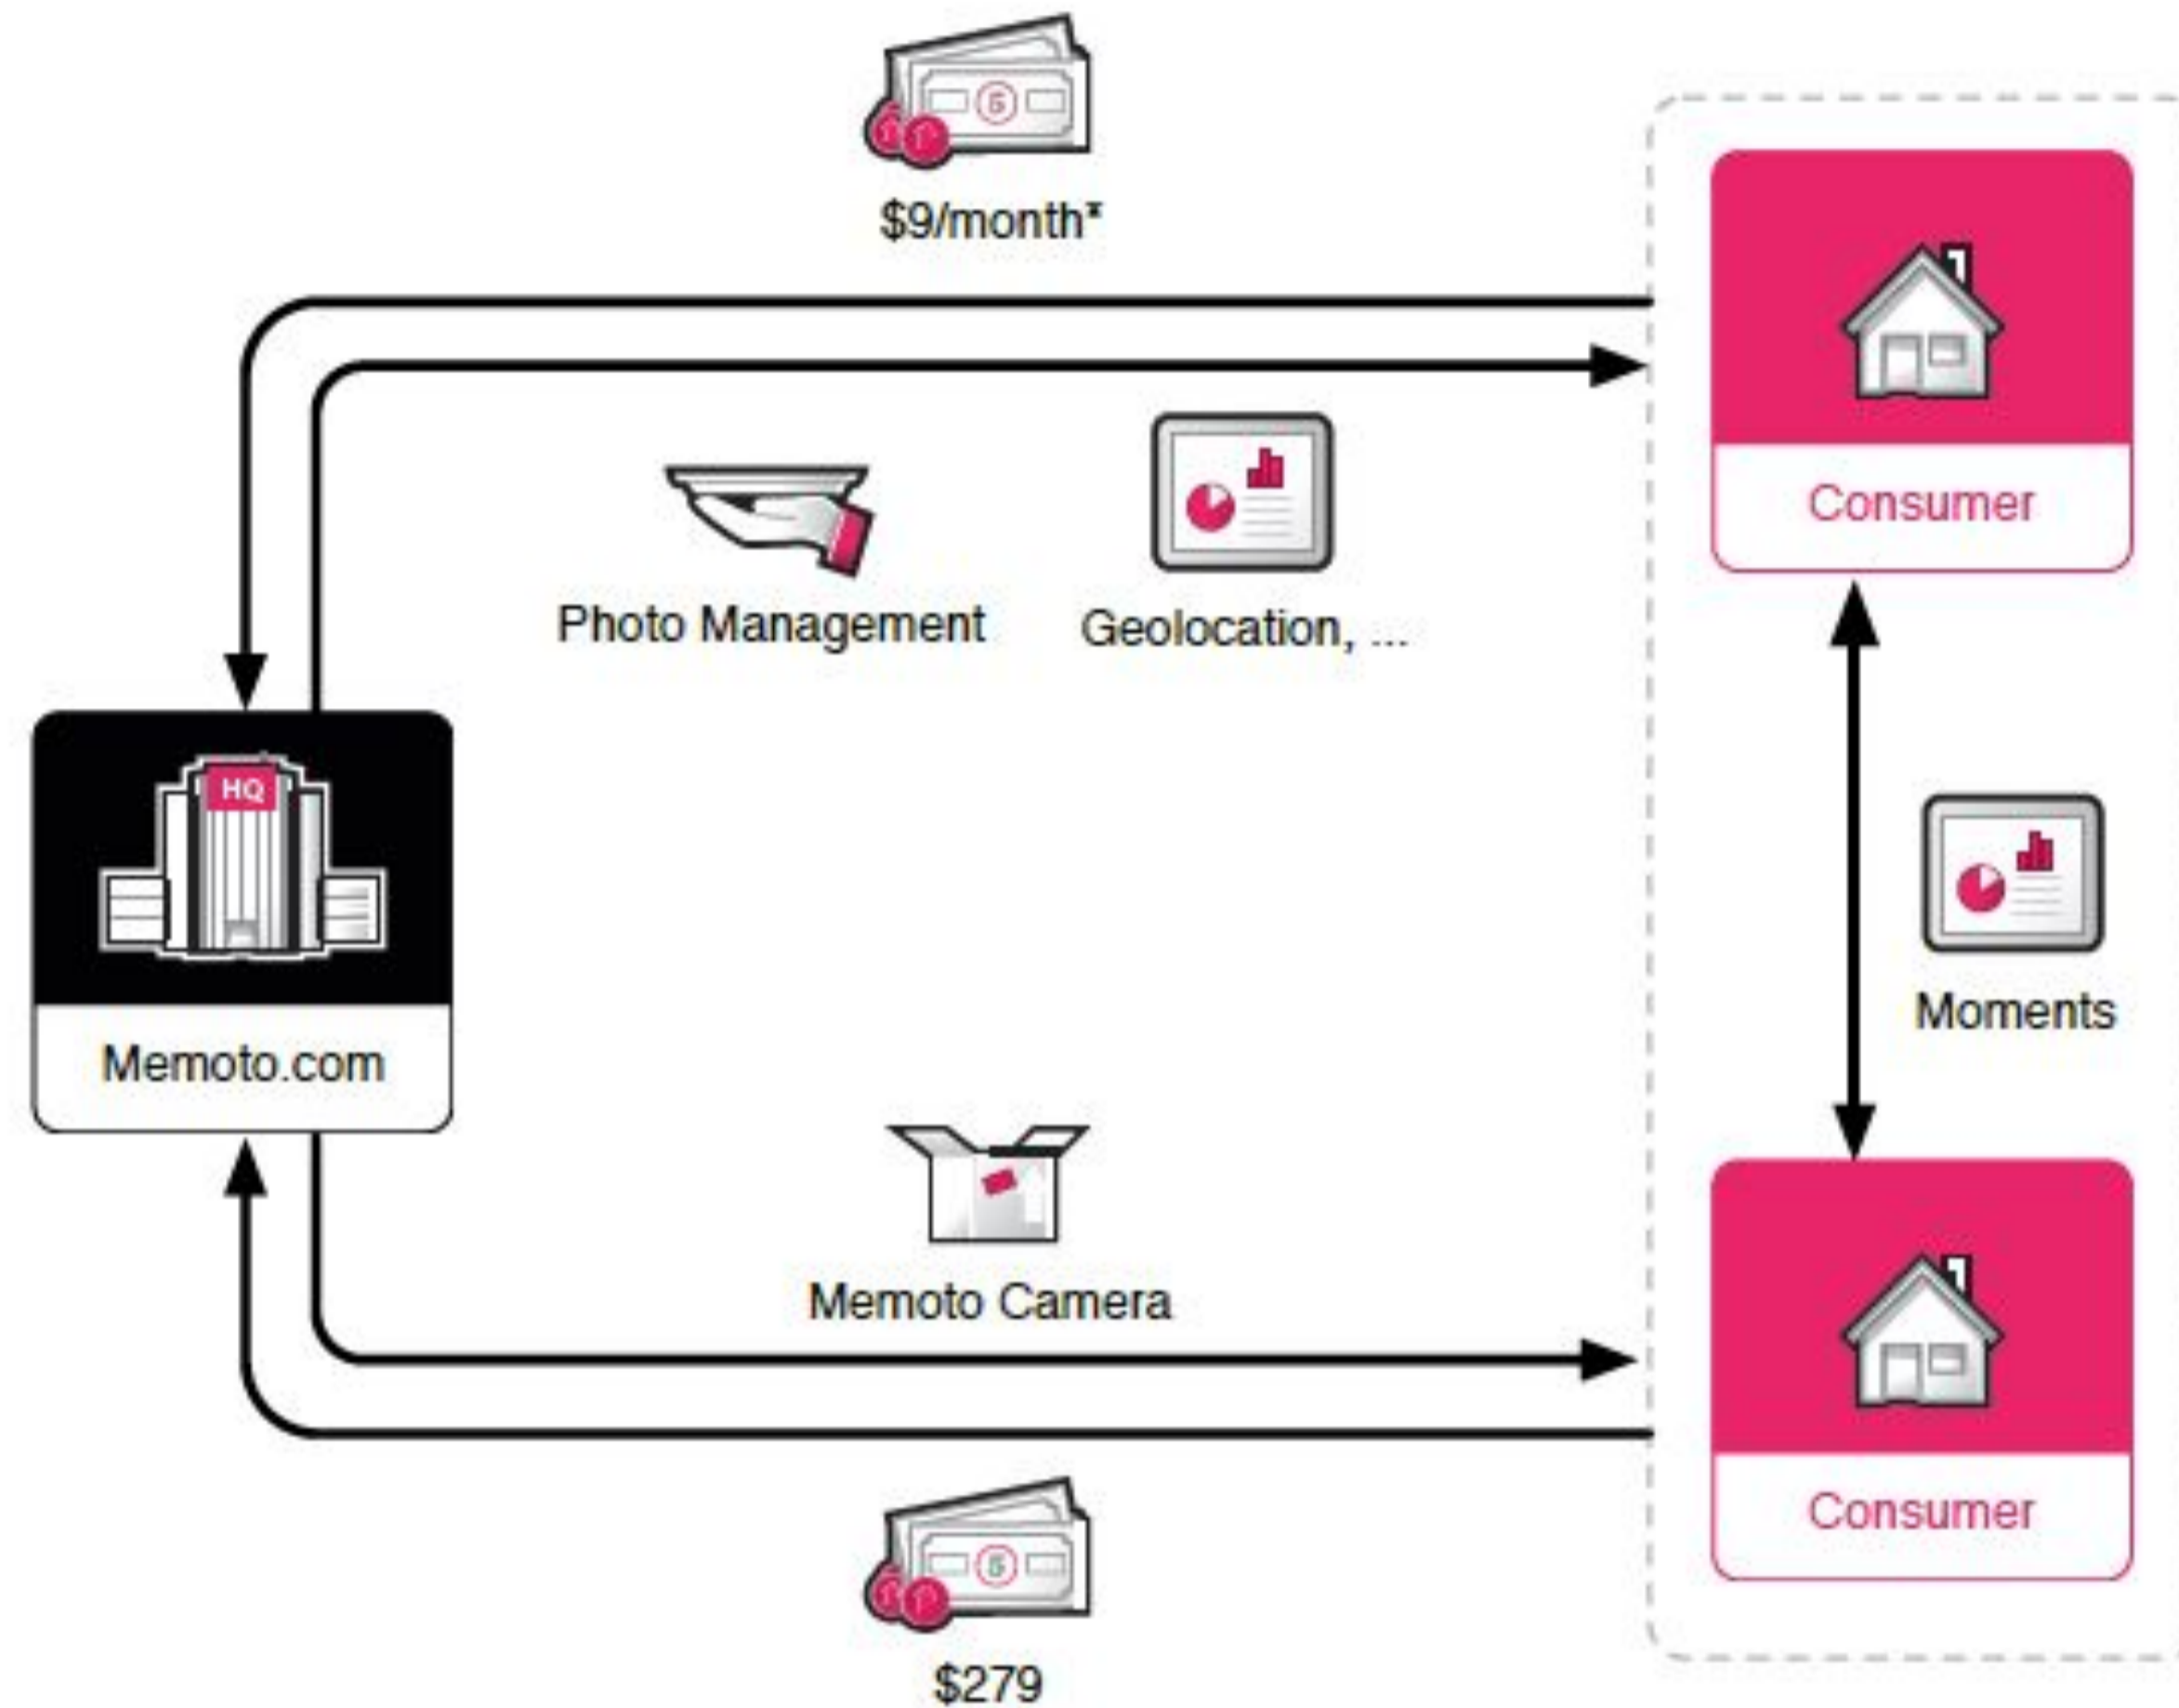 $9/month*
Consumer
Photo Management
Geolocation, ...
HQ
Memoto.com
Moments
Memoto Camera
Consumer
$279